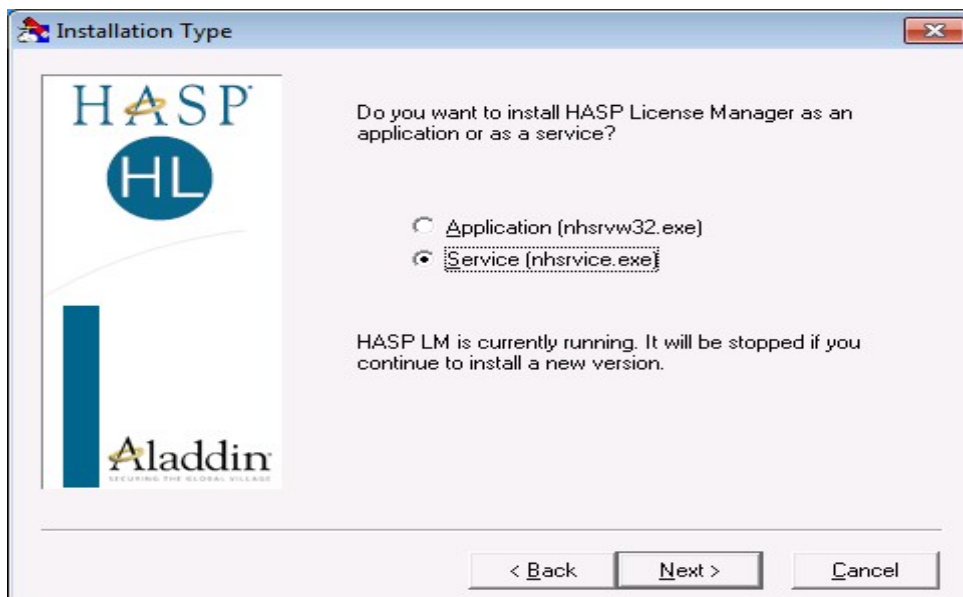 Installation Type
HASP
HL
Aladdin
SECURING THE GLOBAL VILLAGE
Do you want to install HASP License Manager as an
application or as a service?
Application (nhsrvw32.exe)
Service (nhsrvice.exe)
HASP LM is currently running. It will be stopped if you
continue to install a new version.
< Back
Next >
Cancel